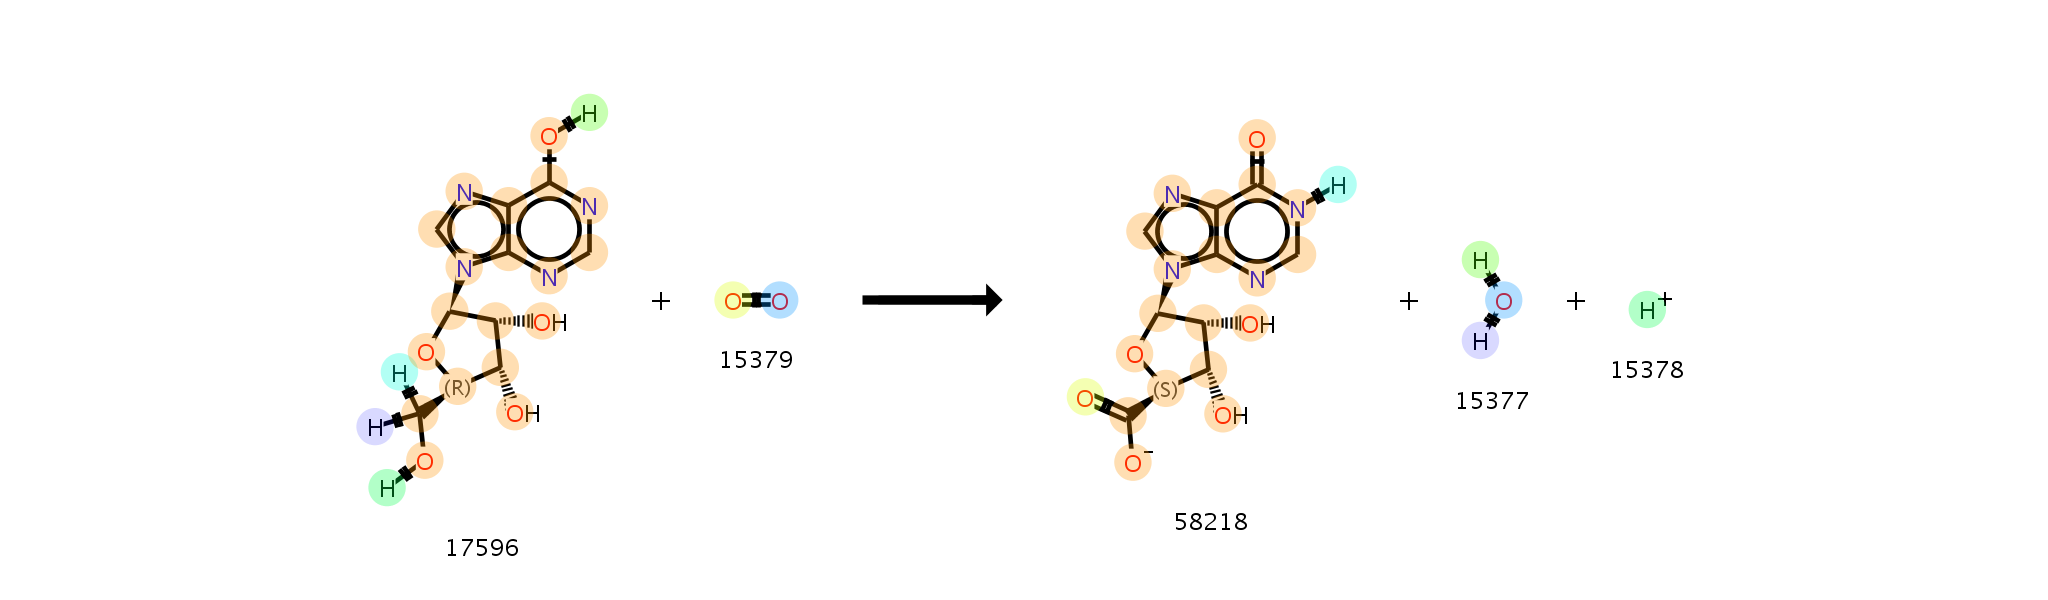 H
O
N
N
N
N
OH
O
(R)
H
H
OH
O
H
17596
+
O
O
15379
O
H
N
N
N
N
OH
O
(S)
O
OH
O
-
58218
+
H
O
H
15377
+
H+
15378